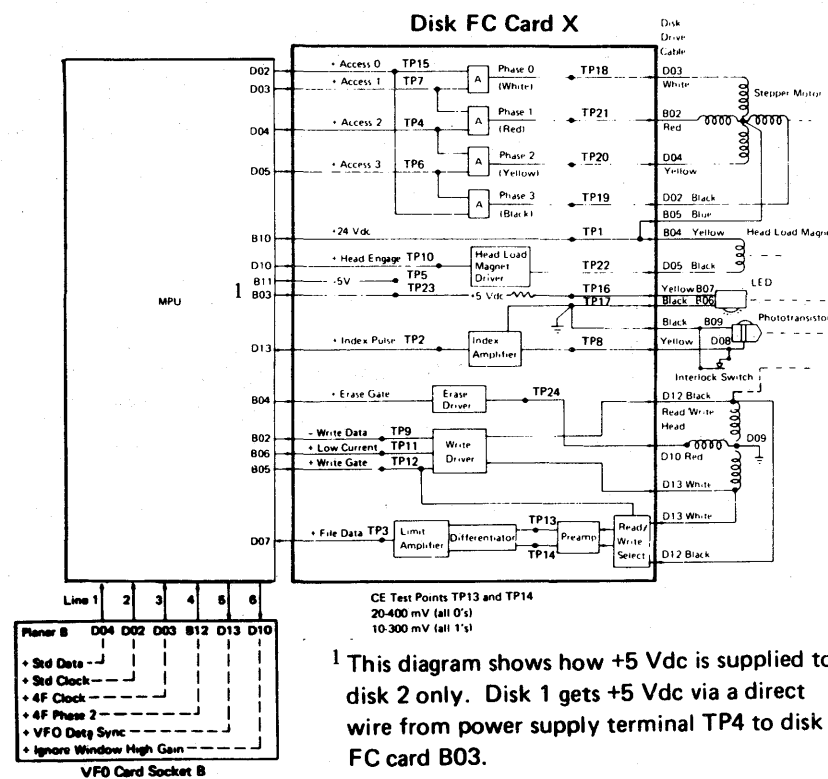 Disk FC Card X
Disk
Drive
Cable
MPU
D02 + Access 0 TP15 A Phase 0 (White) TP18 D03 White
D03 + Access 1 TP7
Stepper Motor
D04 + Access 2 TP4 A Phase 1 (Red) TP21 B02 Red
D05 + Access 3 TP6 A Phase 2 (Yellow) TP20 D04 Yellow
A Phase 3 (Black) TP19 D02 Black
B05 Blue
B10 +24 Vdc TP1 B04 Yellow Head Load Magne
D10 + Head Engage TP10 Head Load Magnet Driver TP22 D05 Black
B11 -5V TP5
1 B03 TP23 +5 Vdc TP16 Yellow B07 LED
TP17 Black B06
Black B09 Phototransistor
D13 + Index Pulse TP2 Index Amplifier TP8 Yellow D08
Interlock Switch
B04 + Erase Gate Erase Driver TP24 D12 Black
Read/Write
Head
B02 - Write Data TP9
B06 + Low Current TP11 Write Driver D10 Red D09
B05 + Write Gate TP12
D13 White
D13 White
D07 + File Data TP3 Limit Amplifier Differentiator TP13 TP14 Preamp Read/ Write Select
D12 Black
CE Test Points TP13 and TP14
20-400 mV (all 0's)
10-300 mV (all 1's)
Line 1 2 3 4 5 6
Planer B D04 D02 D03 B12 D13 D10
+ Std Data
+ Std Clock
+ 4F Clock
+ 4F Phase 2
+ VFO Data Sync
+ Ignore Window High Gain
VFO Card Socket B
1 This diagram shows how +5 Vdc is supplied to
disk 2 only. Disk 1 gets +5 Vdc via a direct
wire from power supply terminal TP4 to disk
FC card B03.